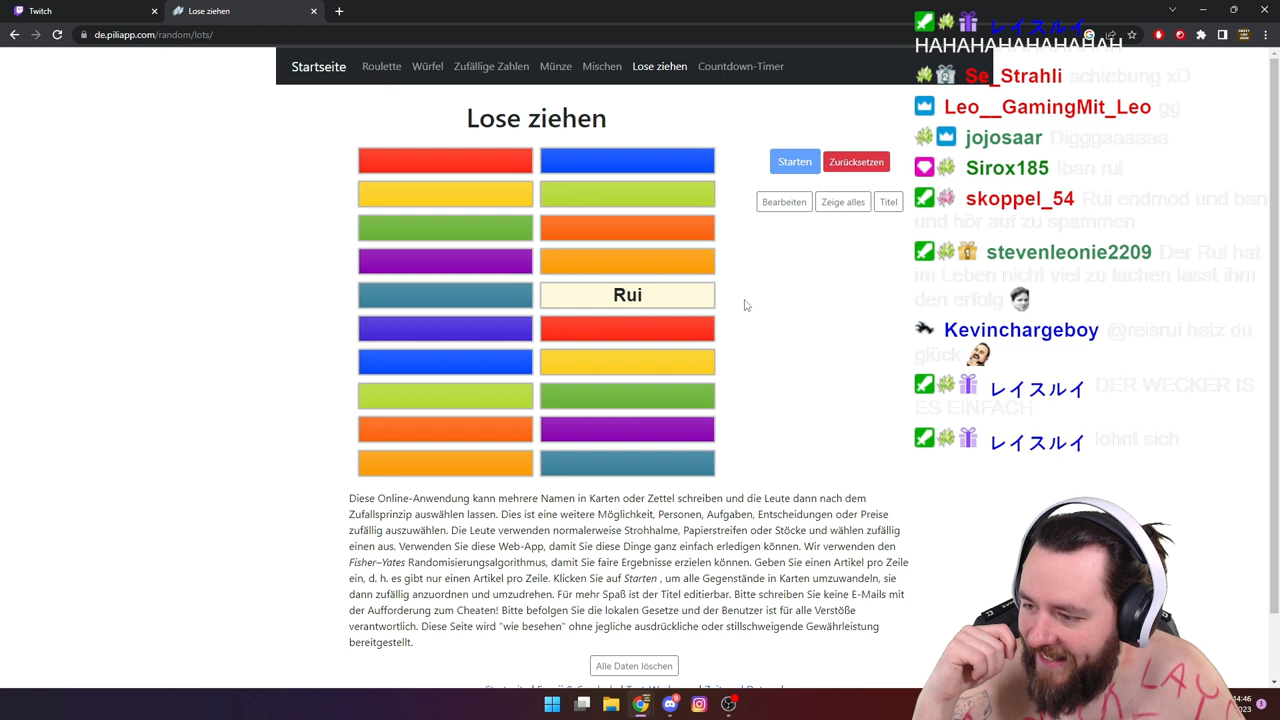 Twitch
Lose ziehen
de.piliapp.com/random/lots/
Startseite
Würfel
Zufällige Zahlen
Münze
Mischen
Lose ziehen
Countdown-Timer
Lose ziehen
Starten
Zurücksetzen
Bearbeiten
Zeige alles
Titel
Rui
Diese Online-Anwendung kann mehrere Namen in Karten oder Zettel schreiben und die Leute dann nach dem
Zufallsprinzip auswählen lassen. Dies ist eine weitere Möglichkeit, Personen, Aufgaben, Entscheidungen oder Preise
zufällig auszuwählen. Die Leute verwenden normalerweise Strohhalme, Papierstreifen oder Stöcke und wählen zufällig
einen aus. Verwenden Sie diese Web-App, damit Sie diese Dinge ganz einfach erledigen können. Wir verwenden den
Fisher–Yates Randomisierungsalgorithmus, damit Sie faire Ergebnisse erzielen können. Geben Sie einen Artikel pro Zeile
ein, d. h. es gibt nur einen Artikel pro Zeile. Klicken Sie auf Starten , um alle Gegenstände in Karten umzuwandeln, sie
dann zufällig anzuordnen und umzudrehen. Für mehr Spaß ist der Titel editierbar. Bitte schreiben Sie keine E-Mails mit
der Aufforderung zum Cheaten! Bitte befolgen Sie die lokalen Gesetze und der Benutzer ist für alle Verstöße
verantwortlich. Diese Seite wird "wie besehen" ohne jegliche ausdrückliche oder stillschweigende Gewährleistung
bereitgestellt.
Alle Daten löschen
レイスルイ
HAHAHAHAHAHAHAH
Se_Strahli schiebung xD
Leo__GamingMit_Leo gg
jojosaar Digggaaaaaa
Sirox185 !ban rui
skoppel_54 Rui endmod und ban
und hör auf zu spammen
stevenleonie2209 Der Rui hat
im Leben nicht viel zu lachen lasst ihm
den erfolg
Kevinchargeboy @reisrui hatz du
glück
レイスルイ DER WECKER IS
ES EINFACH
レイスルイ lohnt sich
LAC